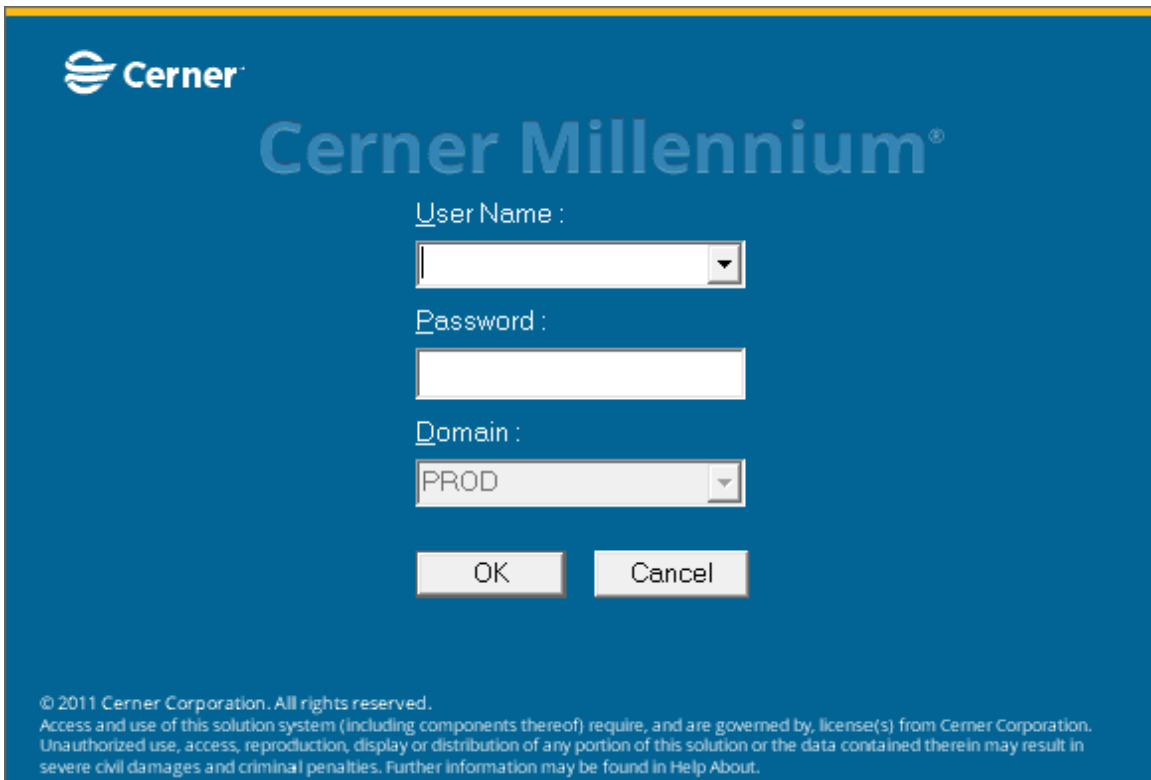 Cerner™
Cerner Millennium®
User Name :
Password :
Domain :
PROD
OK
Cancel
© 2011 Cerner Corporation. All rights reserved.
Access and use of this solution system (including components thereof) require, and are governed by, license(s) from Cerner Corporation.
Unauthorized use, access, reproduction, display or distribution of any portion of this solution or the data contained therein may result in
severe civil damages and criminal penalties. Further information may be found in Help About.